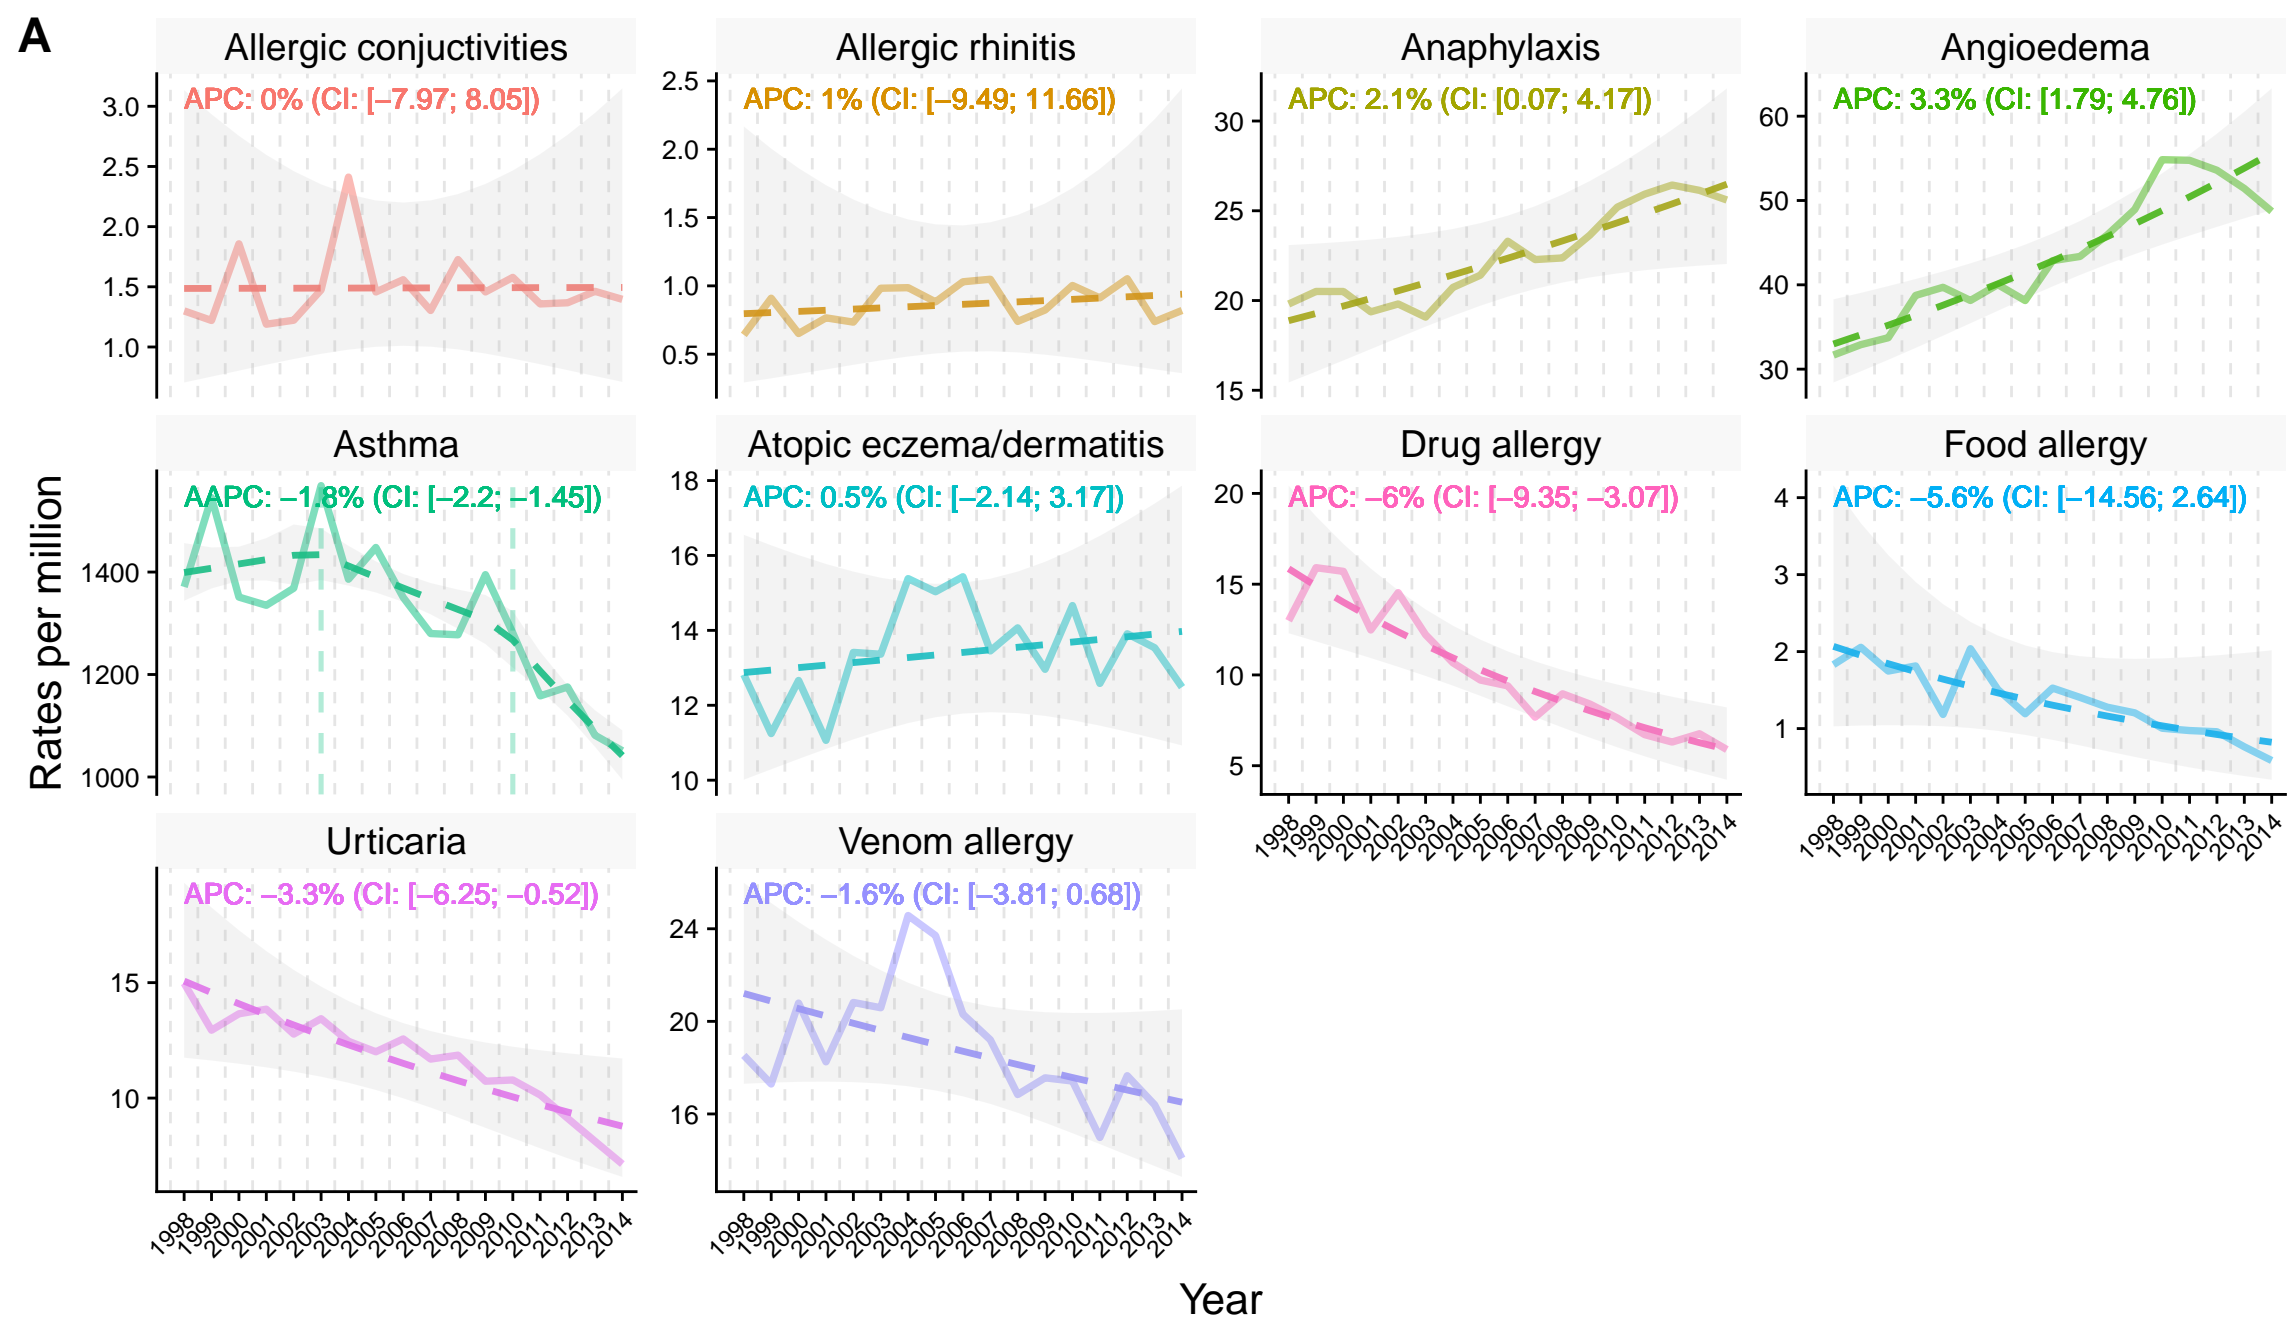 A
Allergic conjuctivities
Allergic rhinitis
Anaphylaxis
Angioedema
APC: 0% (CI: [−7.97; 8.05])
APC: 1% (CI: [−9.49; 11.66])
APC: 2.1% (CI: [0.07; 4.17])
APC: 3.3% (CI: [1.79; 4.76])
3.0
2.5
2.0
1.5
1.0
2.5
2.0
1.5
1.0
0.5
30
25
20
15
60
50
40
30
Asthma
Atopic eczema/dermatitis
Drug allergy
Food allergy
AAPC: −1.8% (CI: [−2.2; −1.45])
APC: 0.5% (CI: [−2.14; 3.17])
APC: −6% (CI: [−9.35; −3.07])
APC: −5.6% (CI: [−14.56; 2.64])
1400
1200
1000
18
16
14
12
10
20
15
10
5
4
3
2
1
Rates per million
1998 1999 2000 2001 2002 2003 2004 2005 2006 2007 2008 2009 2010 2011 2012 2013 2014
1998 1999 2000 2001 2002 2003 2004 2005 2006 2007 2008 2009 2010 2011 2012 2013 2014
Urticaria
Venom allergy
APC: −3.3% (CI: [−6.25; −0.52])
APC: −1.6% (CI: [−3.81; 0.68])
15
10
24
20
16
1998 1999 2000 2001 2002 2003 2004 2005 2006 2007 2008 2009 2010 2011 2012 2013 2014
1998 1999 2000 2001 2002 2003 2004 2005 2006 2007 2008 2009 2010 2011 2012 2013 2014
Year